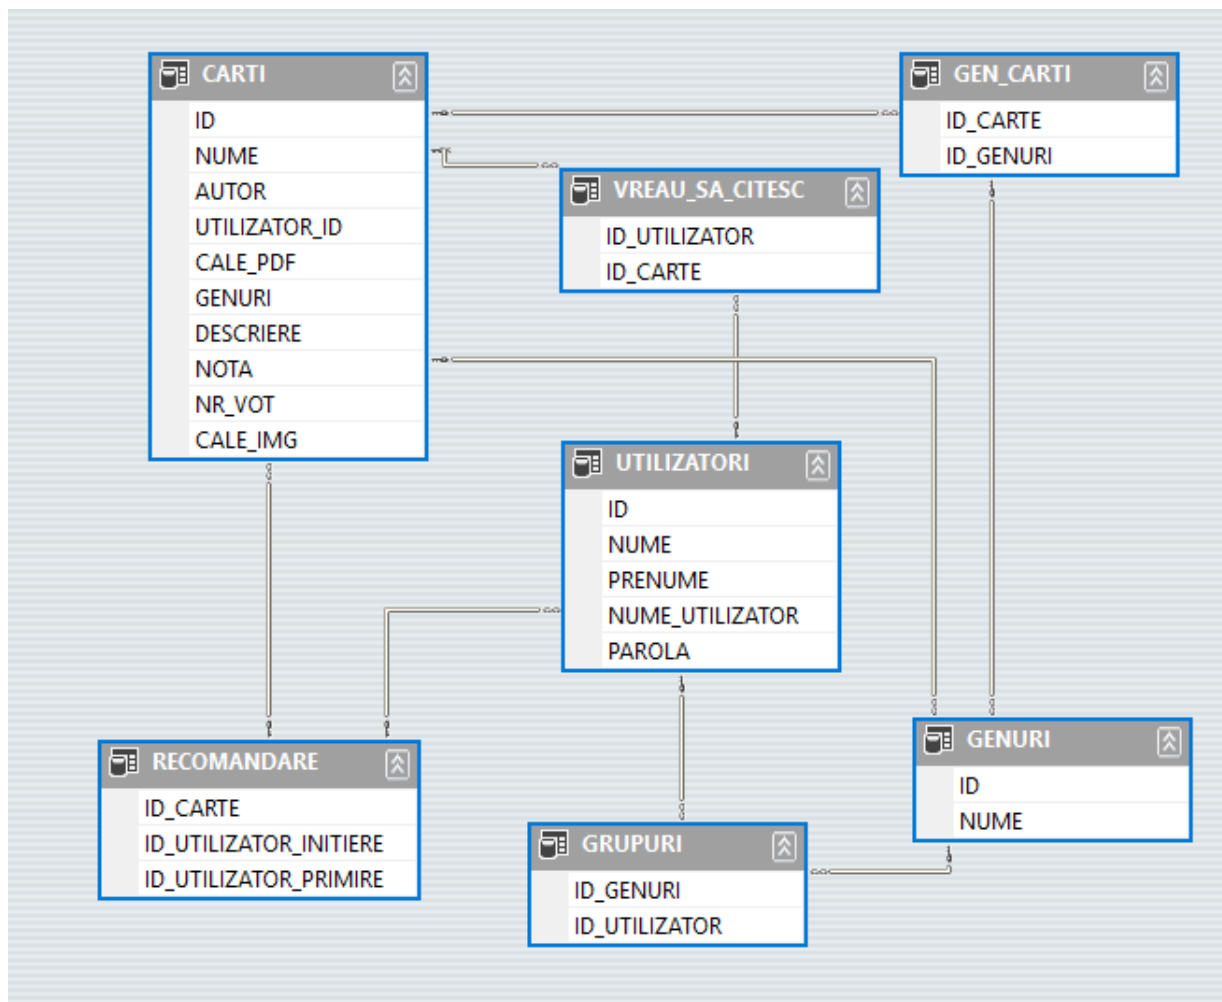 CARTI
ID
NUME
AUTOR
UTILIZATOR_ID
CALE_PDF
GENURI
DESCRIERE
NOTA
NR_VOT
CALE_IMG
GEN_CARTI
ID_CARTE
ID_GENURI
VREAU_SA_CITESC
ID_UTILIZATOR
ID_CARTE
UTILIZATORI
ID
NUME
PRENUME
NUME_UTILIZATOR
PAROLA
RECOMANDARE
ID_CARTE
ID_UTILIZATOR_INITIERE
ID_UTILIZATOR_PRIMIRE
GRUPURI
ID_GENURI
ID_UTILIZATOR
GENURI
ID
NUME